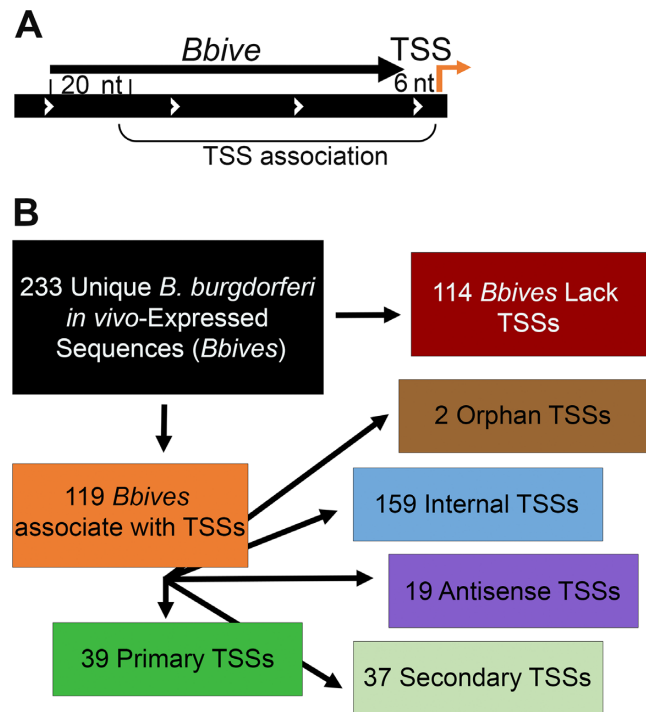 A
Bbive TSS
20 nt 6 nt
TSS association
B
233 Unique B. burgdorferi
in vivo-Expressed
Sequences (Bbives)
114 Bbives Lack
TSSs
2 Orphan TSSs
119 Bbives
associate with TSSs
159 Internal TSSs
19 Antisense TSSs
39 Primary TSSs
37 Secondary TSSs